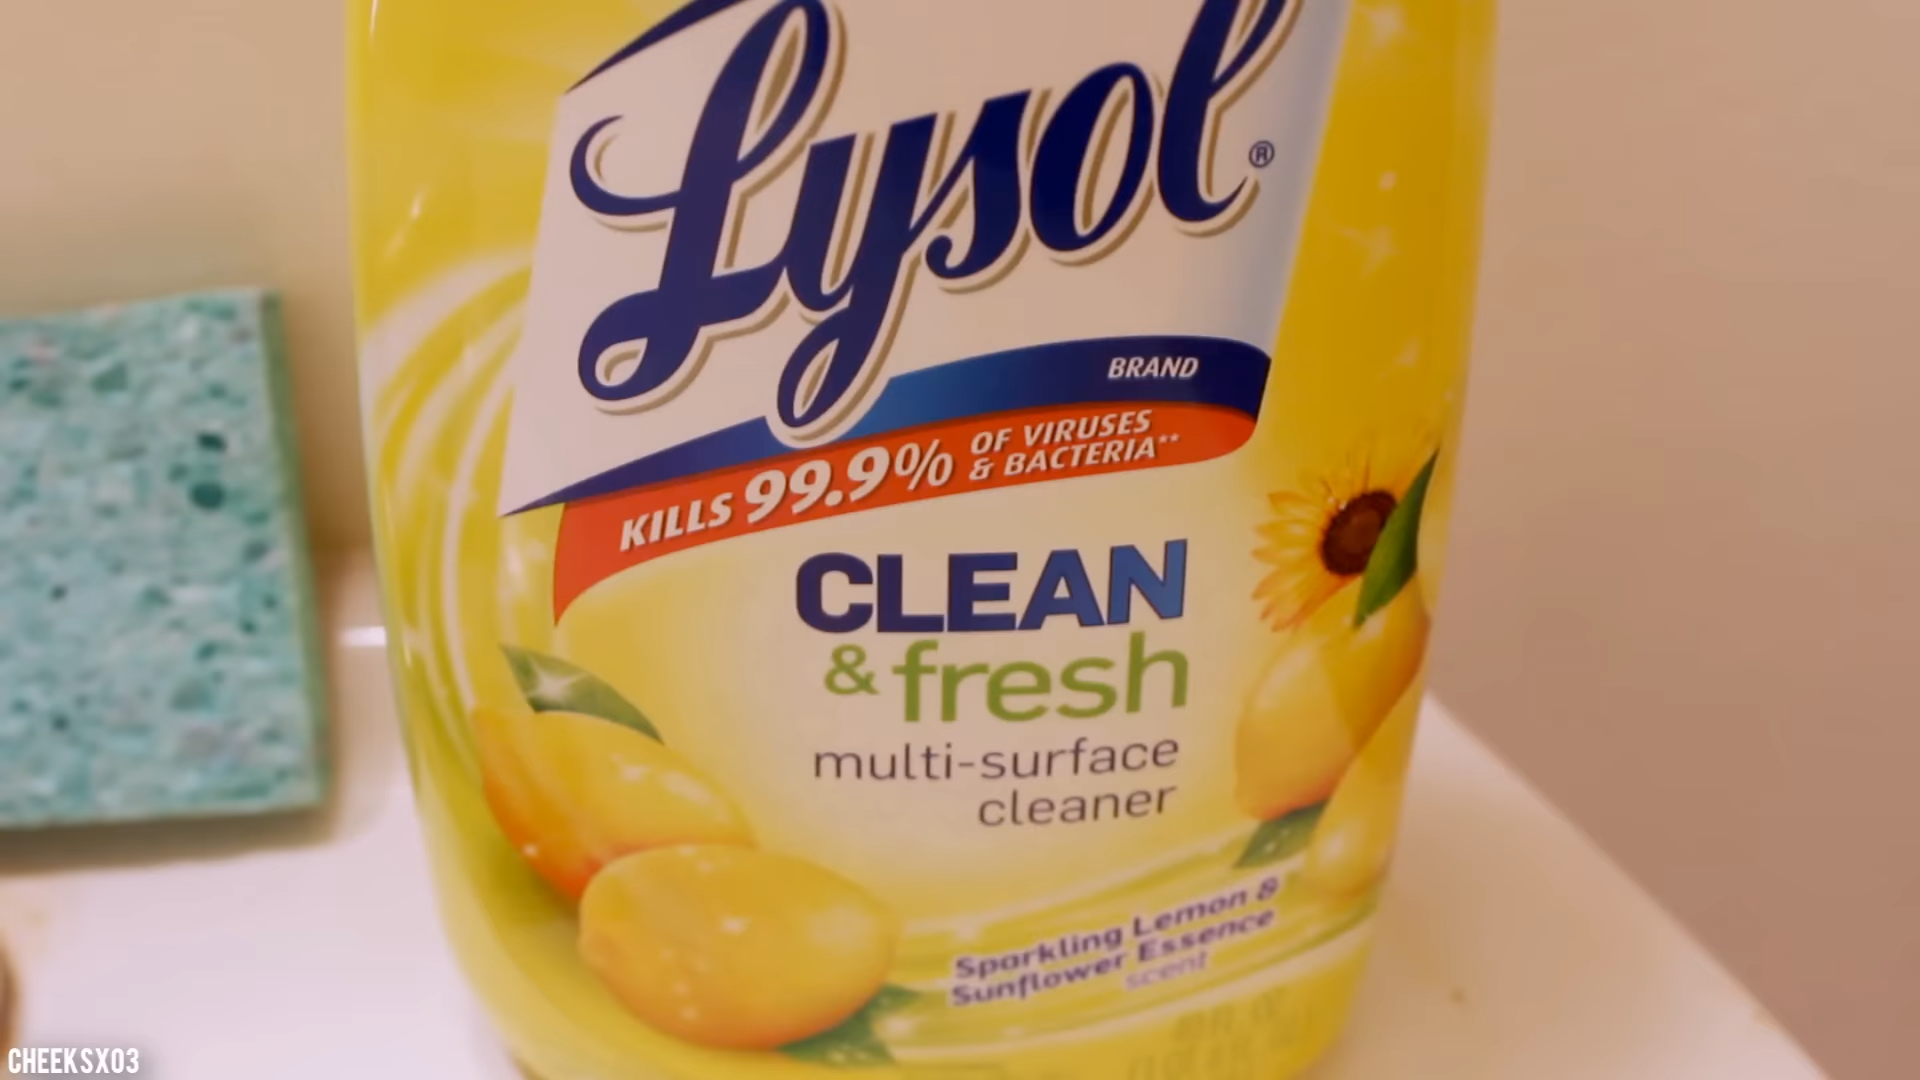 Lysol®
BRAND
KILLS 99.9% OF VIRUSES
& BACTERIA**
CLEAN
& fresh
multi-surface
cleaner
Sparkling Lemon &
Sunflower Essence
scent
CHEEKSX03